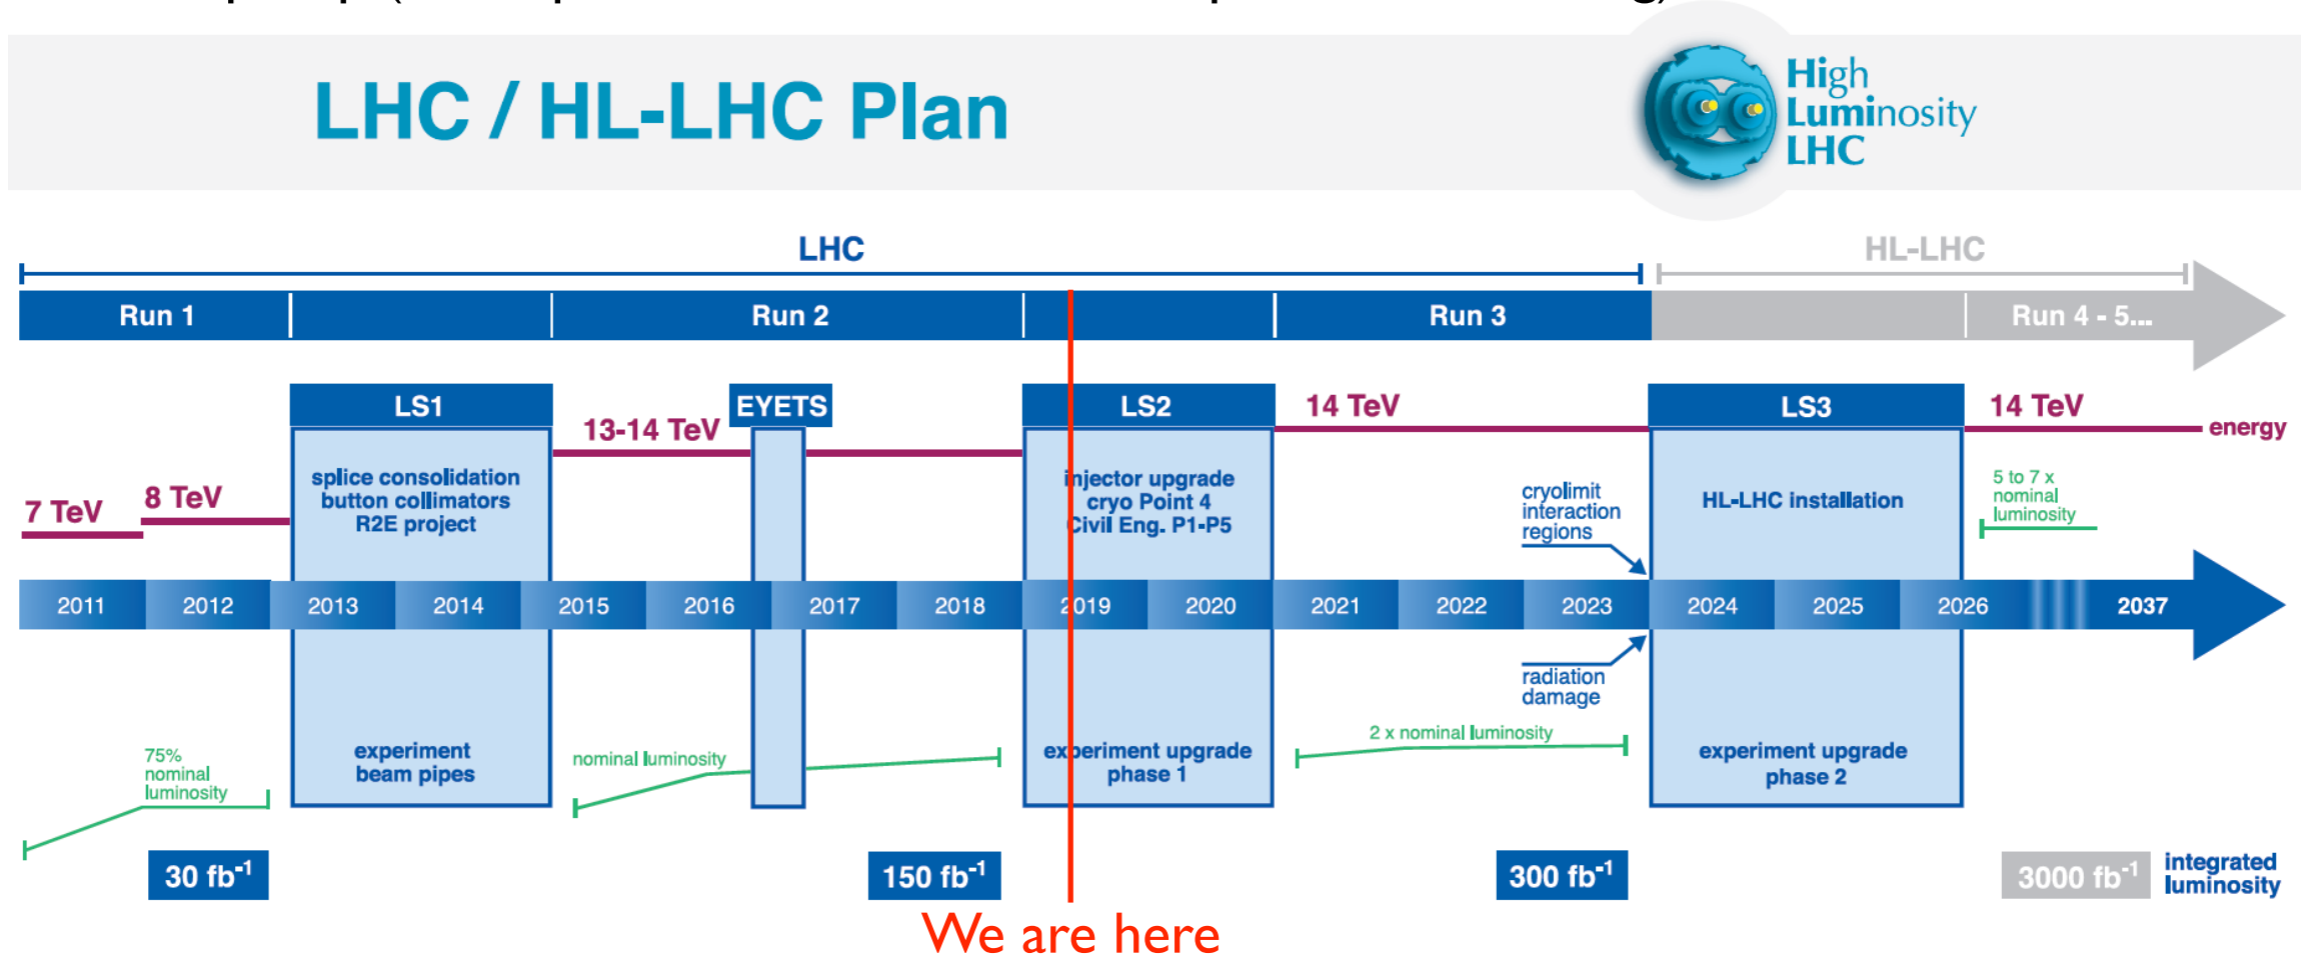 LHC / HL-LHC Plan
High
Luminosity
LHC
LHC
HL-LHC
Run 1
Run 2
Run 3
Run 4 - 5...
LS1
EYETS
LS2
14 TeV
LS3
14 TeV
13-14 TeV
energy
7 TeV
8 TeV
splice consolidation
button collimators
R2E project
injector upgrade
cryo Point 4
Civil Eng. P1-P5
cryolimit
interaction
regions
HL-LHC installation
5 to 7 x
nominal
luminosity
2011 2012 2013 2014 2015 2016 2017 2018 2019 2020 2021 2022 2023 2024 2025 2026 2037
radiation
damage
75%
nominal
luminosity
experiment
beam pipes
nominal luminosity
experiment upgrade
phase 1
2 x nominal luminosity
experiment upgrade
phase 2
30 fb⁻¹
150 fb⁻¹
300 fb⁻¹
3000 fb⁻¹
integrated
luminosity
We are here